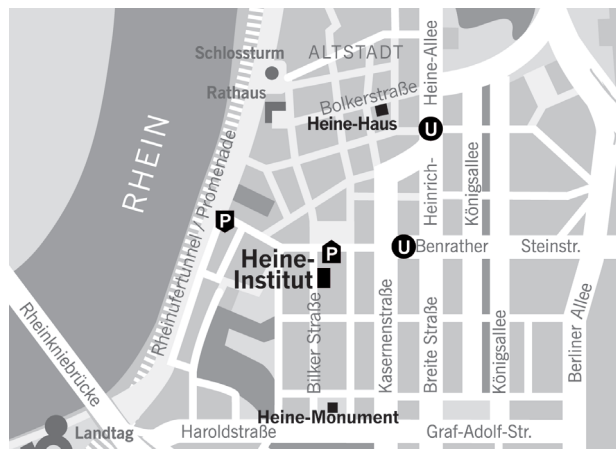 Schlossturm
ALTSTADT
Heine-Allee
Rathaus
Bolkerstraße
Heine-Haus
U
RHEIN
Rheinufertunnel / Promenade
Heinrich-
Königsallee
P
P
U
Benrather
Steinstr.
Heine-
Institut
Rheinkniebrücke
Bilker Straße
Kasernenstraße
Breite Straße
Königsallee
Berliner Allee
Heine-Monument
Landtag
Haroldstraße
Graf-Adolf-Str.